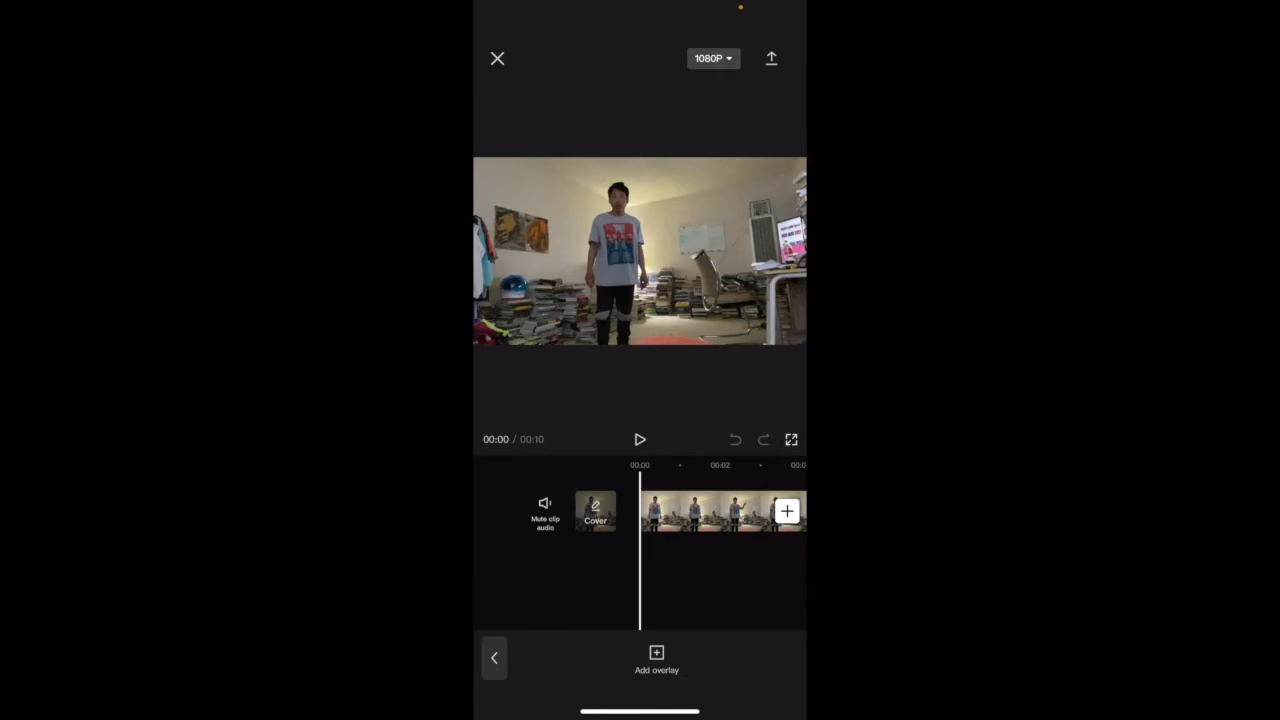 1080P
00:00 / 00:10
00:00
00:02
Mute clip
audio
Cover
Add overlay